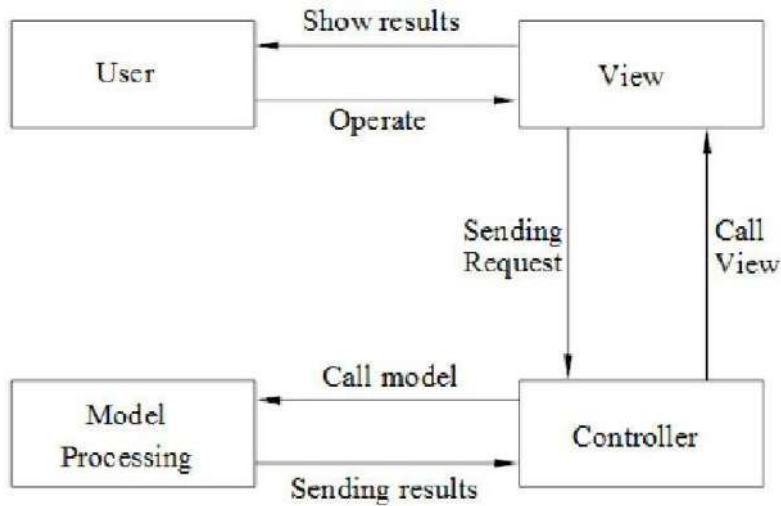 Show results
User
View
Operate
Sending
Request
Call
View
Call model
Model
Processing
Controller
Sending results